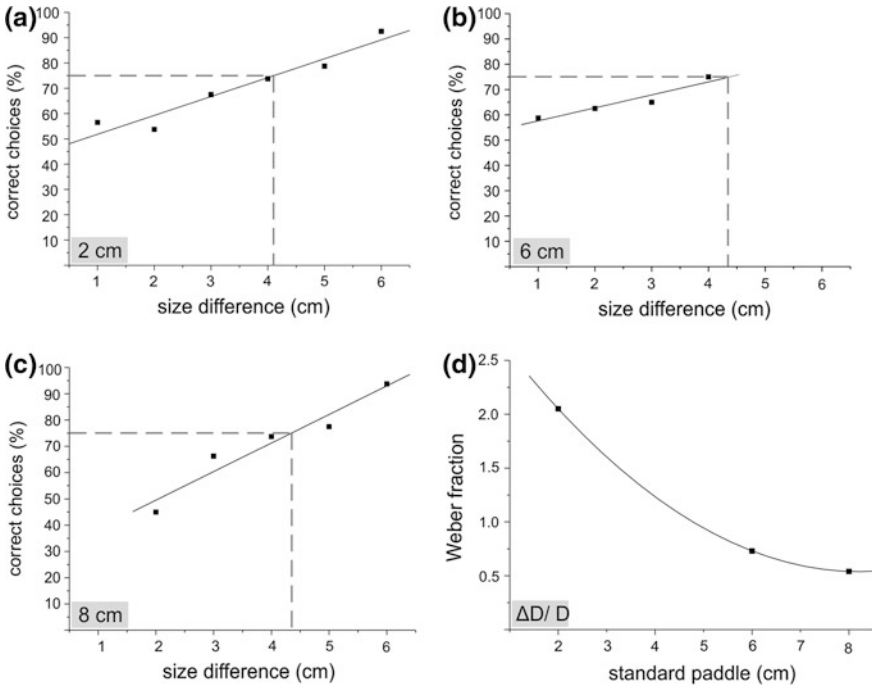 (a)
100
90
80
70
60
50
40
30
20
10
correct choices (%)
2 cm
1 2 3 4 5 6
size difference (cm)
(b)
100
90
80
70
60
50
40
30
20
10
correct choices (%)
6 cm
1 2 3 4 5 6
size difference (cm)
(c)
100
90
80
70
60
50
40
30
20
10
correct choices (%)
8 cm
1 2 3 4 5 6
size difference (cm)
(d)
2.5
2.0
1.5
1.0
0.5
Weber fraction
ΔD/ D
2 3 4 5 6 7 8
standard paddle (cm)